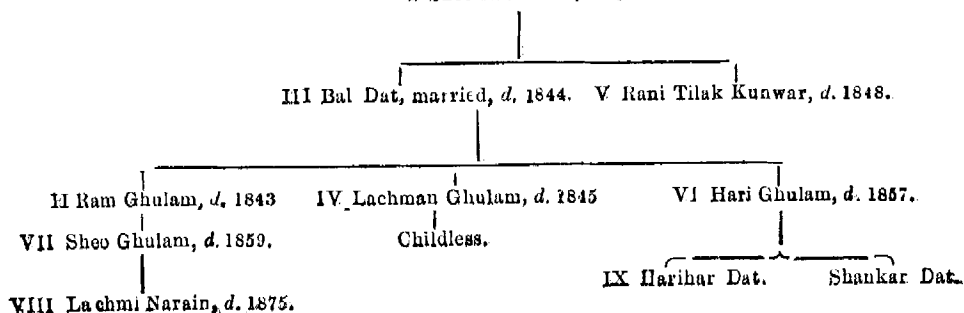 III Bal Dat, married, d. 1844. V Rani Tilak Kunwar, d. 1848.
II Ram Ghulam, d. 1843 IV Lachman Ghulam, d. 1845 VI Hari Ghulam, d. 1857.
VII Sheo Ghulam, d. 1859. Childless.
IX Harihar Dat. Shankar Dat.
VIII Lachmi Narain, d. 1875.